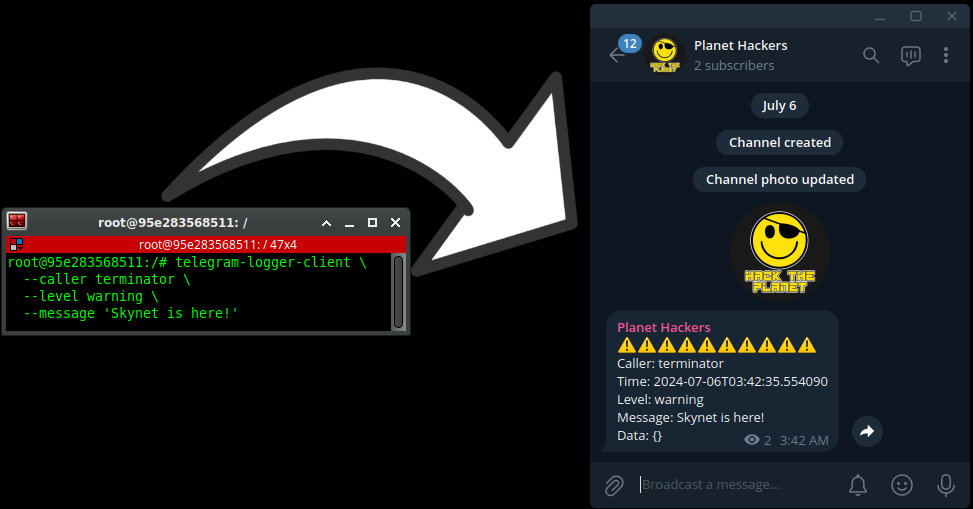 root@95e283568511: /
root@95e283568511: / 47x4
root@95e283568511:/# telegram-logger-client \
--caller terminator \
--level warning \
--message 'Skynet is here!'
12
Planet Hackers
2 subscribers
HACK THE
PLANET
July 6
Channel created
Channel photo updated
HACK THE
PLANET
Planet Hackers
Caller: terminator
Time: 2024-07-06T03:42:35.554090
Level: warning
Message: Skynet is here!
Data: {}
2 3:42 AM
Broadcast a message...